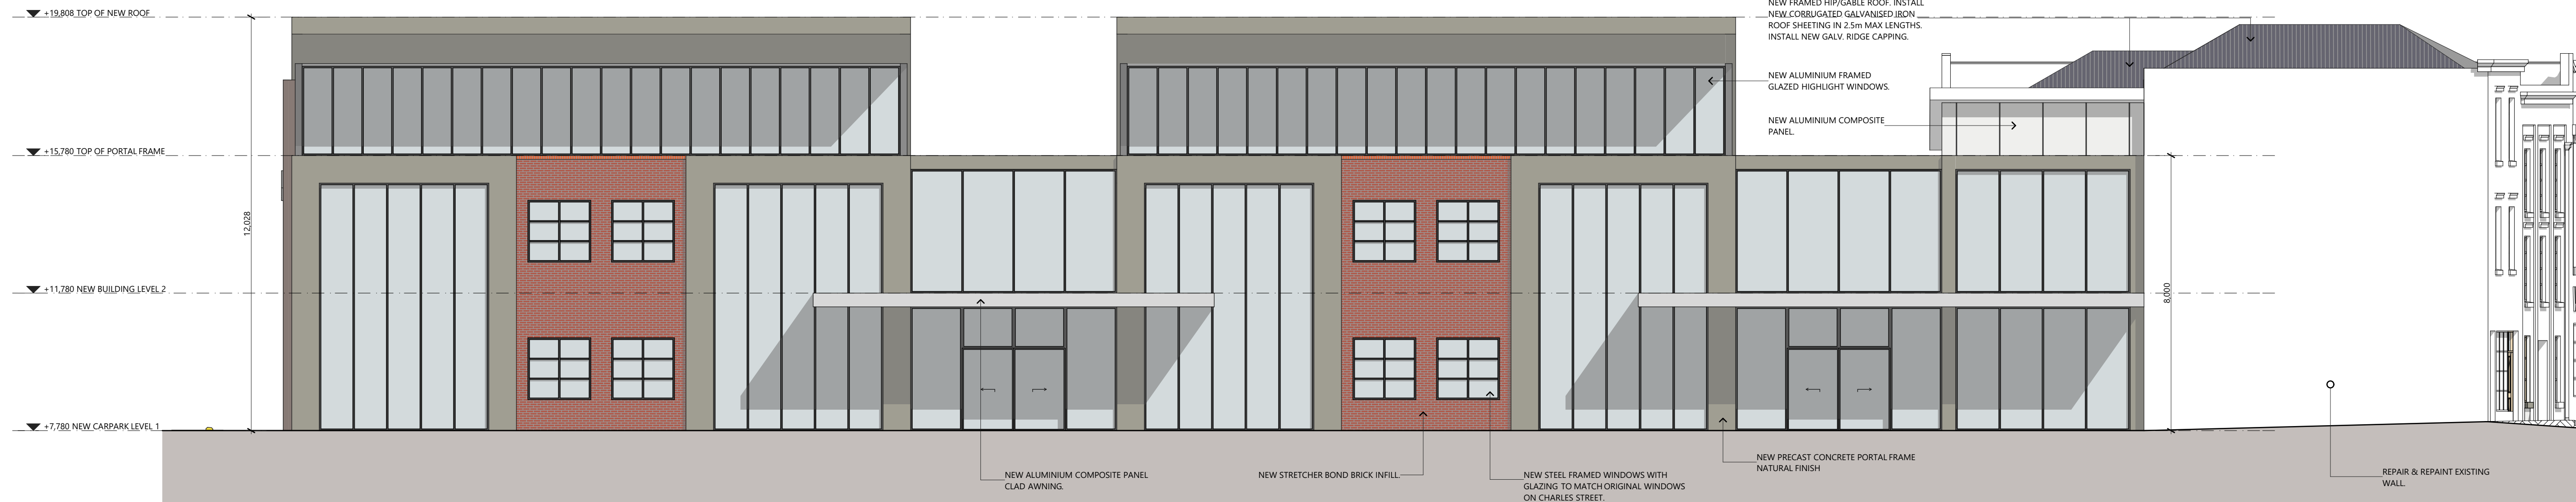 +19,808 TOP OF NEW ROOF
NEW FRAMED HIP/GABLE ROOF. INSTALL
NEW CORRUGATED GALVANISED IRON
ROOF SHEETING IN 2.5m MAX LENGTHS.
INSTALL NEW GALV. RIDGE CAPPING.
NEW ALUMINIUM FRAMED
GLAZED HIGHLIGHT WINDOWS.
NEW ALUMINIUM COMPOSITE
PANEL.
+15,780 TOP OF PORTAL FRAME
12,028
+11,780 NEW BUILDING LEVEL 2
8,000
+7,780 NEW CARPARK LEVEL 1
NEW ALUMINIUM COMPOSITE PANEL
CLAD AWNING.
NEW STRETCHER BOND BRICK INFILL.
NEW STEEL FRAMED WINDOWS WITH
GLAZING TO MATCH ORIGINAL WINDOWS
ON CHARLES STREET.
NEW PRECAST CONCRETE PORTAL FRAME
NATURAL FINISH
REPAIR & REPAINT EXISTING
WALL.